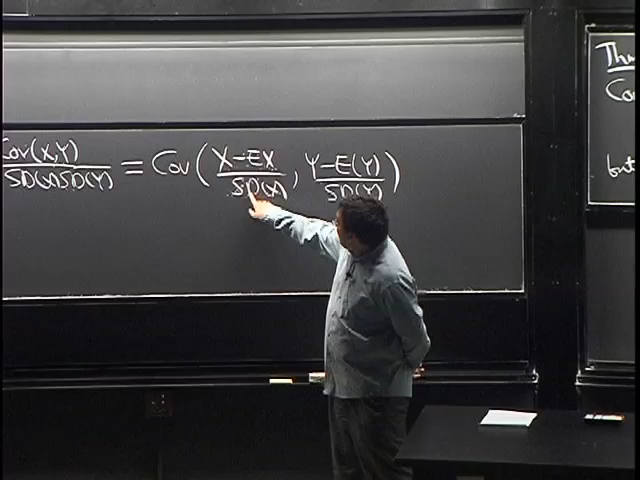 Cov(X,Y) / SD(X)SD(Y) = Cov( X-EX / SD(X) , Y-E(Y) / SD(Y) )